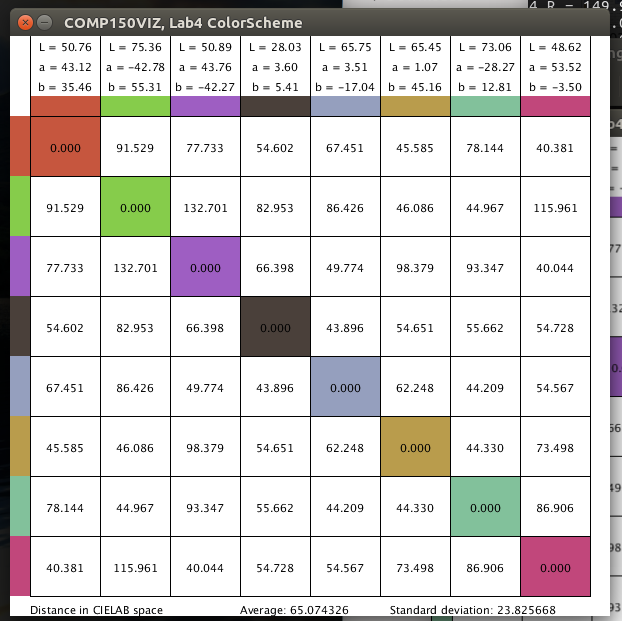 4 R = 149.9
COMP150VIZ, Lab4 ColorScheme
L = 50.76 L = 75.36 L = 50.89 L = 28.03 L = 65.75 L = 65.45 L = 73.06 L = 48.62
a = 43.12 a = −42.78 a = 43.76 a = 3.60 a = 3.51 a = 1.07 a = −28.27 a = 53.52
b = 35.46 b = 55.31 b = −42.27 b = 5.41 b = −17.04 b = 45.16 b = 12.81 b = −3.50
0.000 91.529 77.733 54.602 67.451 45.585 78.144 40.381
91.529 0.000 132.701 82.953 86.426 46.086 44.967 115.961
77.733 132.701 0.000 66.398 49.774 98.379 93.347 40.044
54.602 82.953 66.398 0.000 43.896 54.651 55.662 54.728
67.451 86.426 49.774 43.896 0.000 62.248 44.209 54.567
45.585 46.086 98.379 54.651 62.248 0.000 44.330 73.498
78.144 44.967 93.347 55.662 44.209 44.330 0.000 86.906
40.381 115.961 40.044 54.728 54.567 73.498 86.906 0.000
Distance in CIELAB space Average: 65.074326 Standard deviation: 23.825668